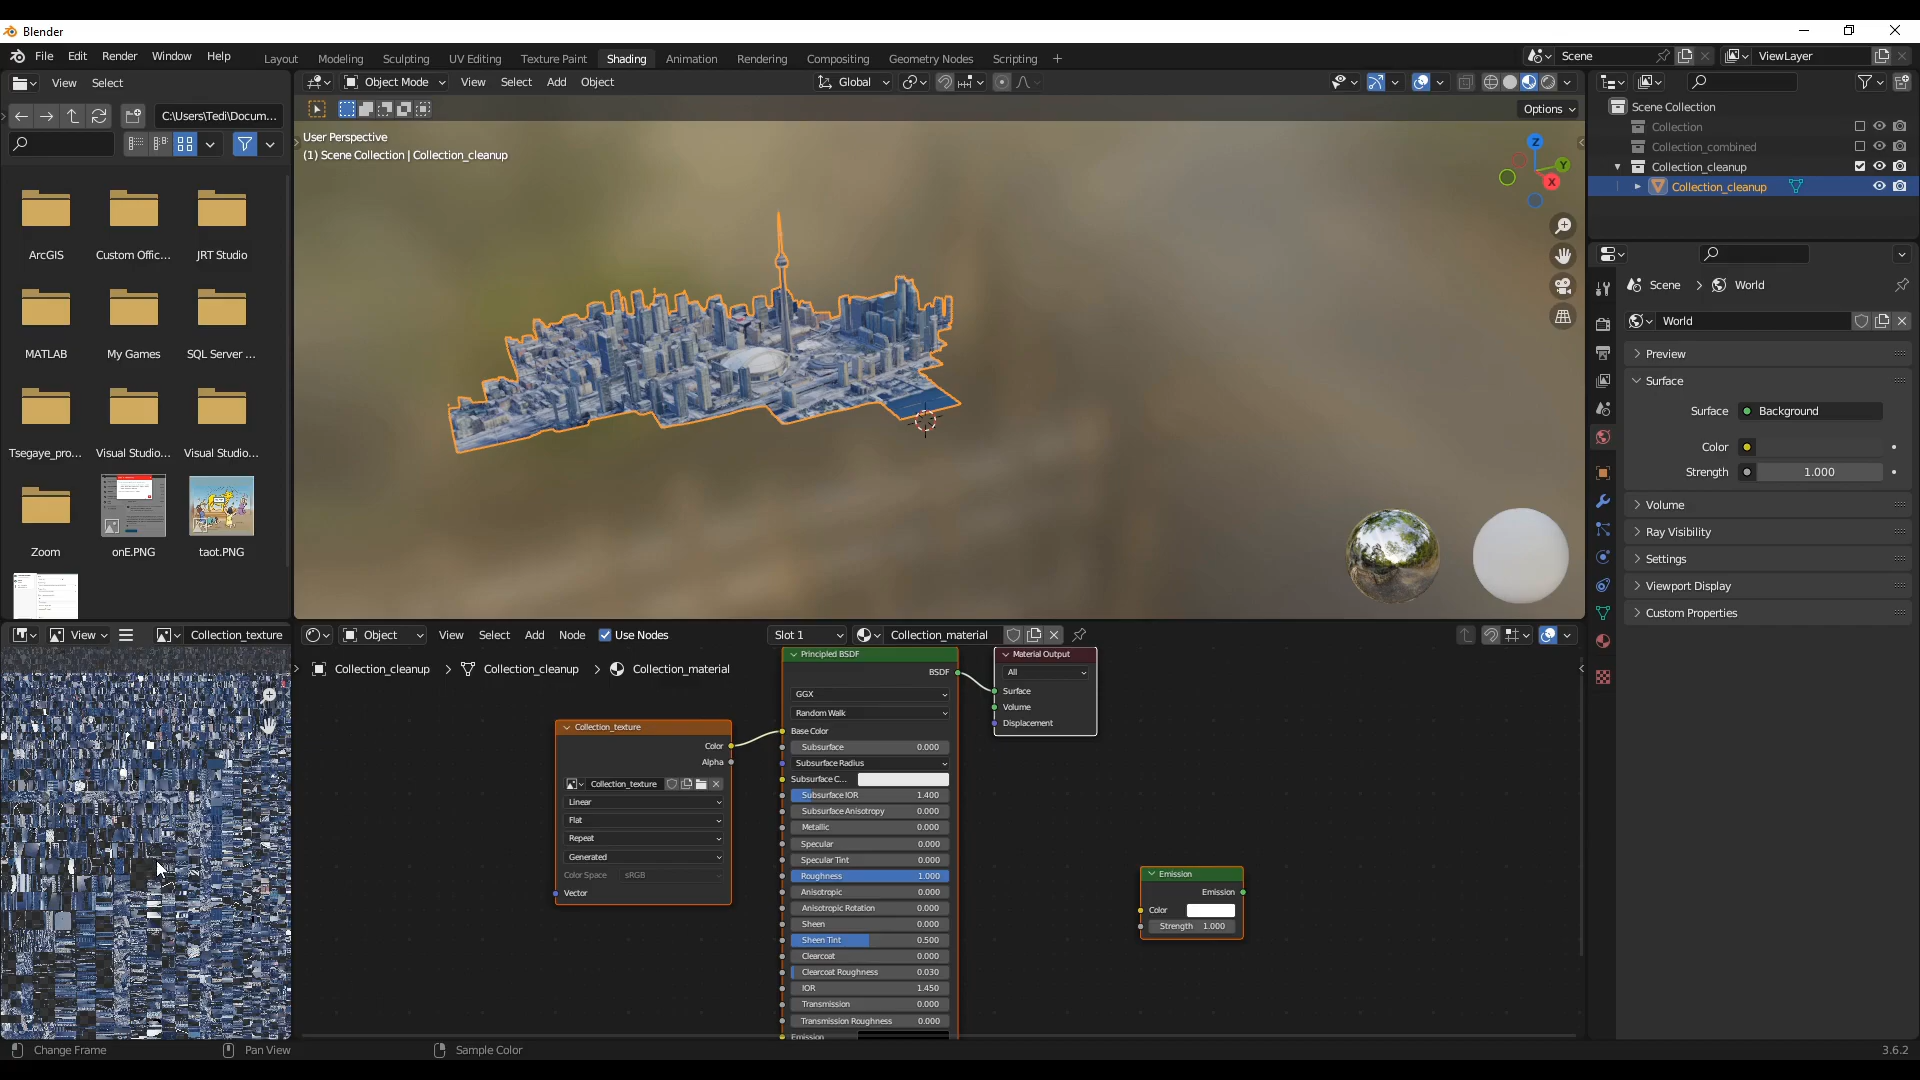 Blender
File Edit Render Window Help
Layout Modeling Sculpting UV Editing Texture Paint Shading Animation Rendering Compositing Geometry Nodes Scripting +
Scene
ViewLayer
View Select
Object Mode View Select Add Object
Global
C:\Users\Tedi\Docum...
Options
User Perspective
(1) Scene Collection | Collection_cleanup
Z
Y
X
ArcGIS
Custom Offic...
JRT Studio
MATLAB
My Games
SQL Server ...
Tsegaye_pro...
Visual Studio...
Visual Studio...
Zoom
onE.PNG
taot.PNG
Scene Collection
Collection
Collection_combined
Collection_cleanup
Collection_cleanup
Scene > World
World
Preview
Surface
Surface Background
Color
Strength 1.000
Volume
Ray Visibility
Settings
Viewport Display
Custom Properties
View
Collection_texture
Object View Select Add Node Use Nodes
Slot 1
Collection_material
Collection_cleanup > Collection_cleanup > Collection_material
Collection_texture
Color
Alpha
Collection_texture
Linear
Flat
Repeat
Generated
Color Space sRGB
Vector
Principled BSDF
BSDF
GGX
Random Walk
Base Color
Subsurface 0.000
Subsurface Radius
Subsurface C...
Subsurface IOR 1.400
Subsurface Anisotropy 0.000
Metallic 0.000
Specular 0.000
Specular Tint 0.000
Roughness 1.000
Anisotropic 0.000
Anisotropic Rotation 0.000
Sheen 0.000
Sheen Tint 0.500
Clearcoat 0.000
Clearcoat Roughness 0.030
IOR 1.450
Transmission 0.000
Transmission Roughness 0.000
Emission
Material Output
All
Surface
Volume
Displacement
Emission
Emission
Color
Strength 1.000
Change Frame
Pan View
Sample Color
3.6.2